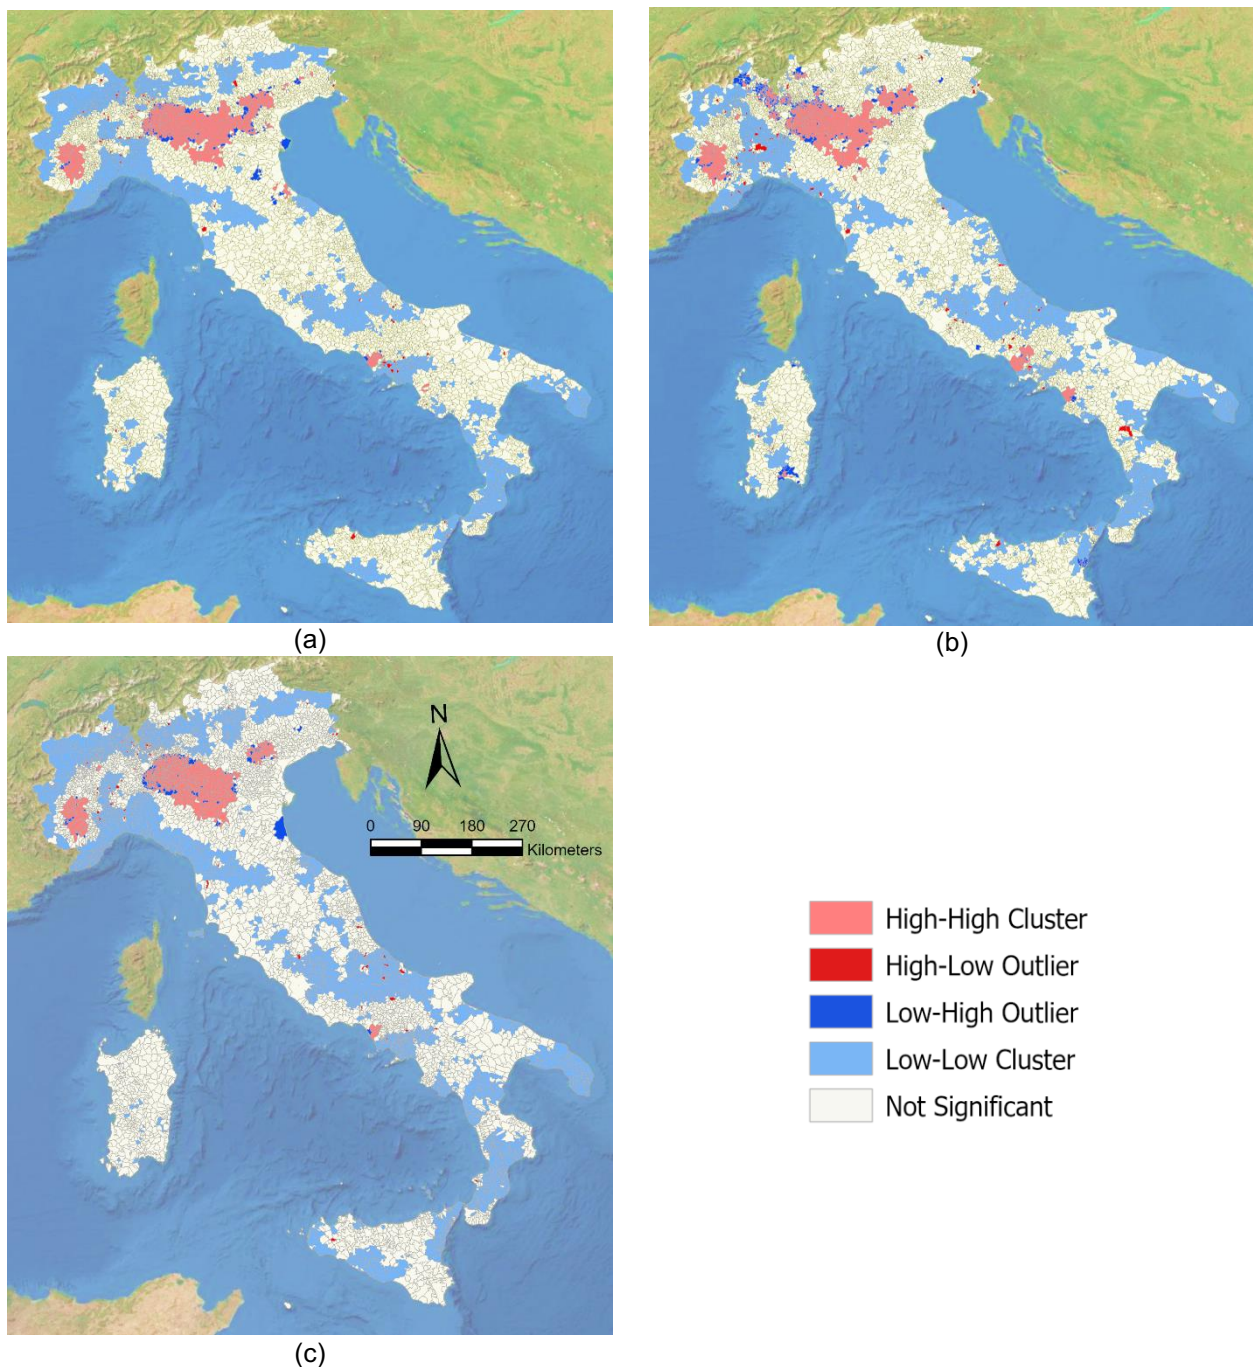 (a)
(b)
N
0 90 180 270
Kilometers
High-High Cluster
High-Low Outlier
Low-High Outlier
Low-Low Cluster
Not Significant
(c)